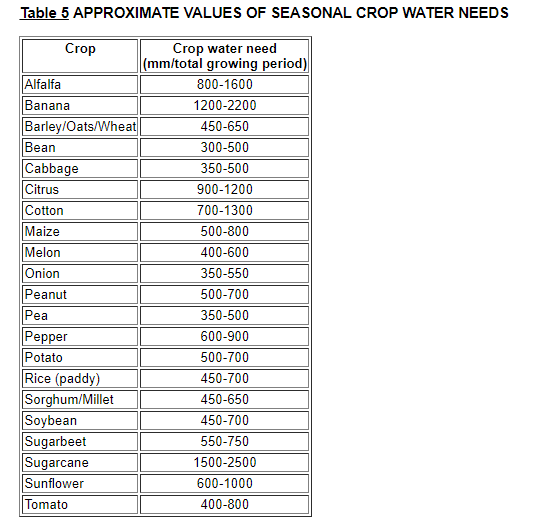 Table 5 APPROXIMATE VALUES OF SEASONAL CROP WATER NEEDS
Crop Crop water need
(mm/total growing period)
Alfalfa 800-1600
Banana 1200-2200
Barley/Oats/Wheat 450-650
Bean 300-500
Cabbage 350-500
Citrus 900-1200
Cotton 700-1300
Maize 500-800
Melon 400-600
Onion 350-550
Peanut 500-700
Pea 350-500
Pepper 600-900
Potato 500-700
Rice (paddy) 450-700
Sorghum/Millet 450-650
Soybean 450-700
Sugarbeet 550-750
Sugarcane 1500-2500
Sunflower 600-1000
Tomato 400-800